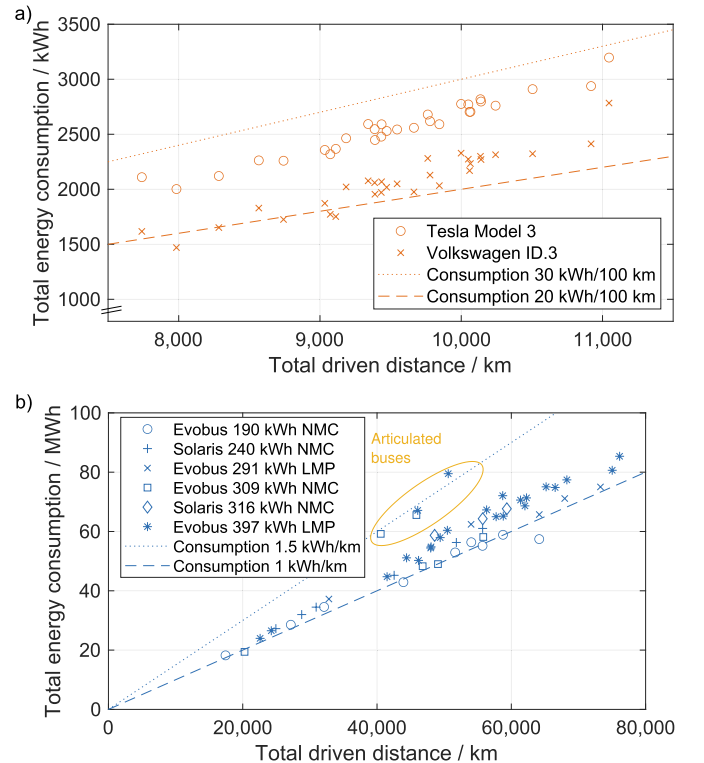 a)
3500
3000
2500
2000
1500
1000
Total energy consumption / kWh
Tesla Model 3
Volkswagen ID.3
Consumption 30 kWh/100 km
Consumption 20 kWh/100 km
8,000 9,000 10,000 11,000
Total driven distance / km
b)
100
80
60
40
20
0
Total energy consumption / MWh
Evobus 190 kWh NMC
Solaris 240 kWh NMC
Evobus 291 kWh LMP
Evobus 309 kWh NMC
Solaris 316 kWh NMC
Evobus 397 kWh LMP
Consumption 1.5 kWh/km
Consumption 1 kWh/km
Articulated
buses
0 20,000 40,000 60,000 80,000
Total driven distance / km